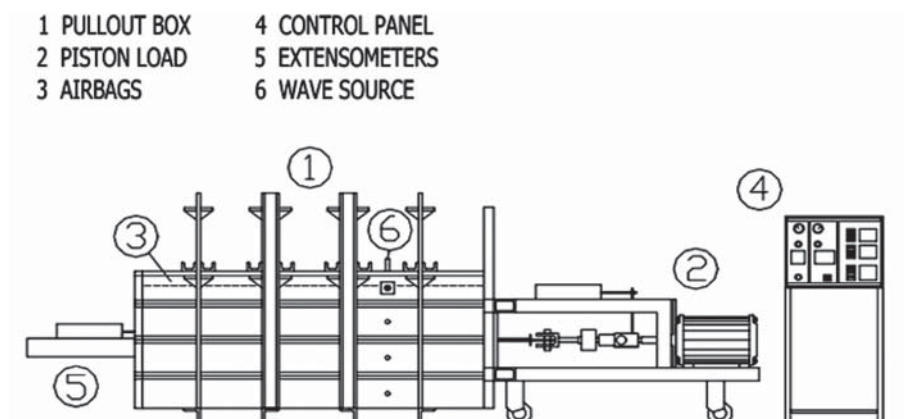 1 PULLOUT BOX 4 CONTROL PANEL
2 PISTON LOAD 5 EXTENSOMETERS
3 AIRBAGS 6 WAVE SOURCE
1
4
3
6
2
5